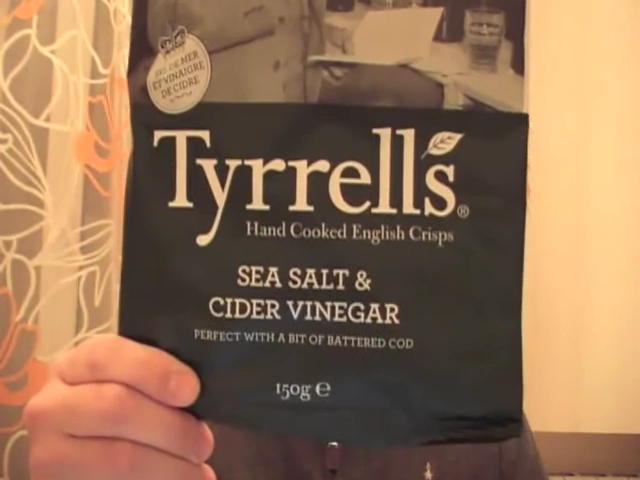 SEL DE MER
ET VINAIGRE
DE CIDRE
Tyrrells®
Hand Cooked English Crisps
SEA SALT &
CIDER VINEGAR
PERFECT WITH A BIT OF BATTERED COD
150g e